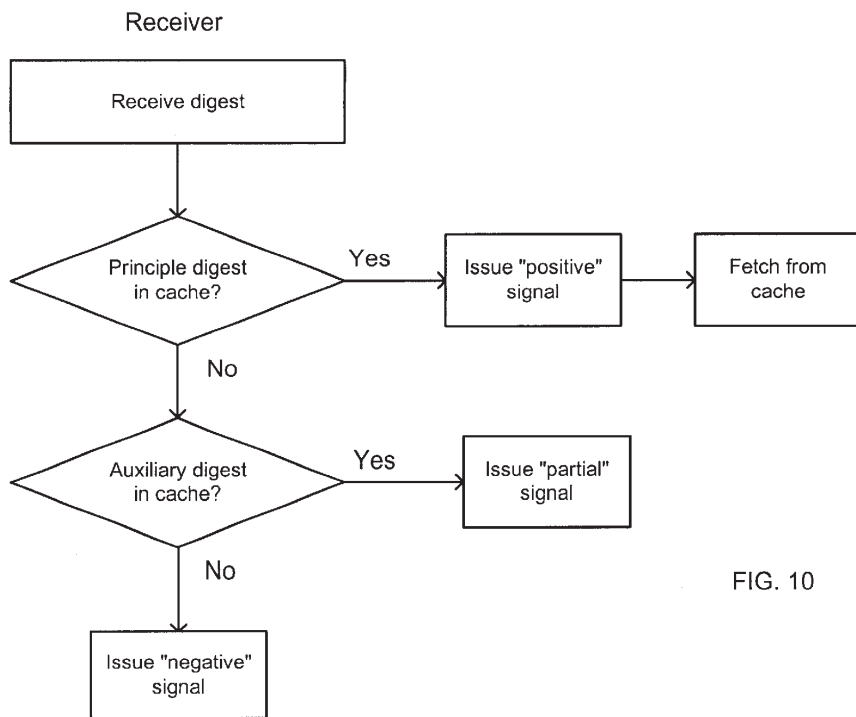 Receiver
Receive digest
Principle digest
in cache?
Yes
Issue "positive"
signal
Fetch from
cache
No
Auxiliary digest
in cache?
Yes
Issue "partial"
signal
No
Issue "negative"
signal
FIG. 10